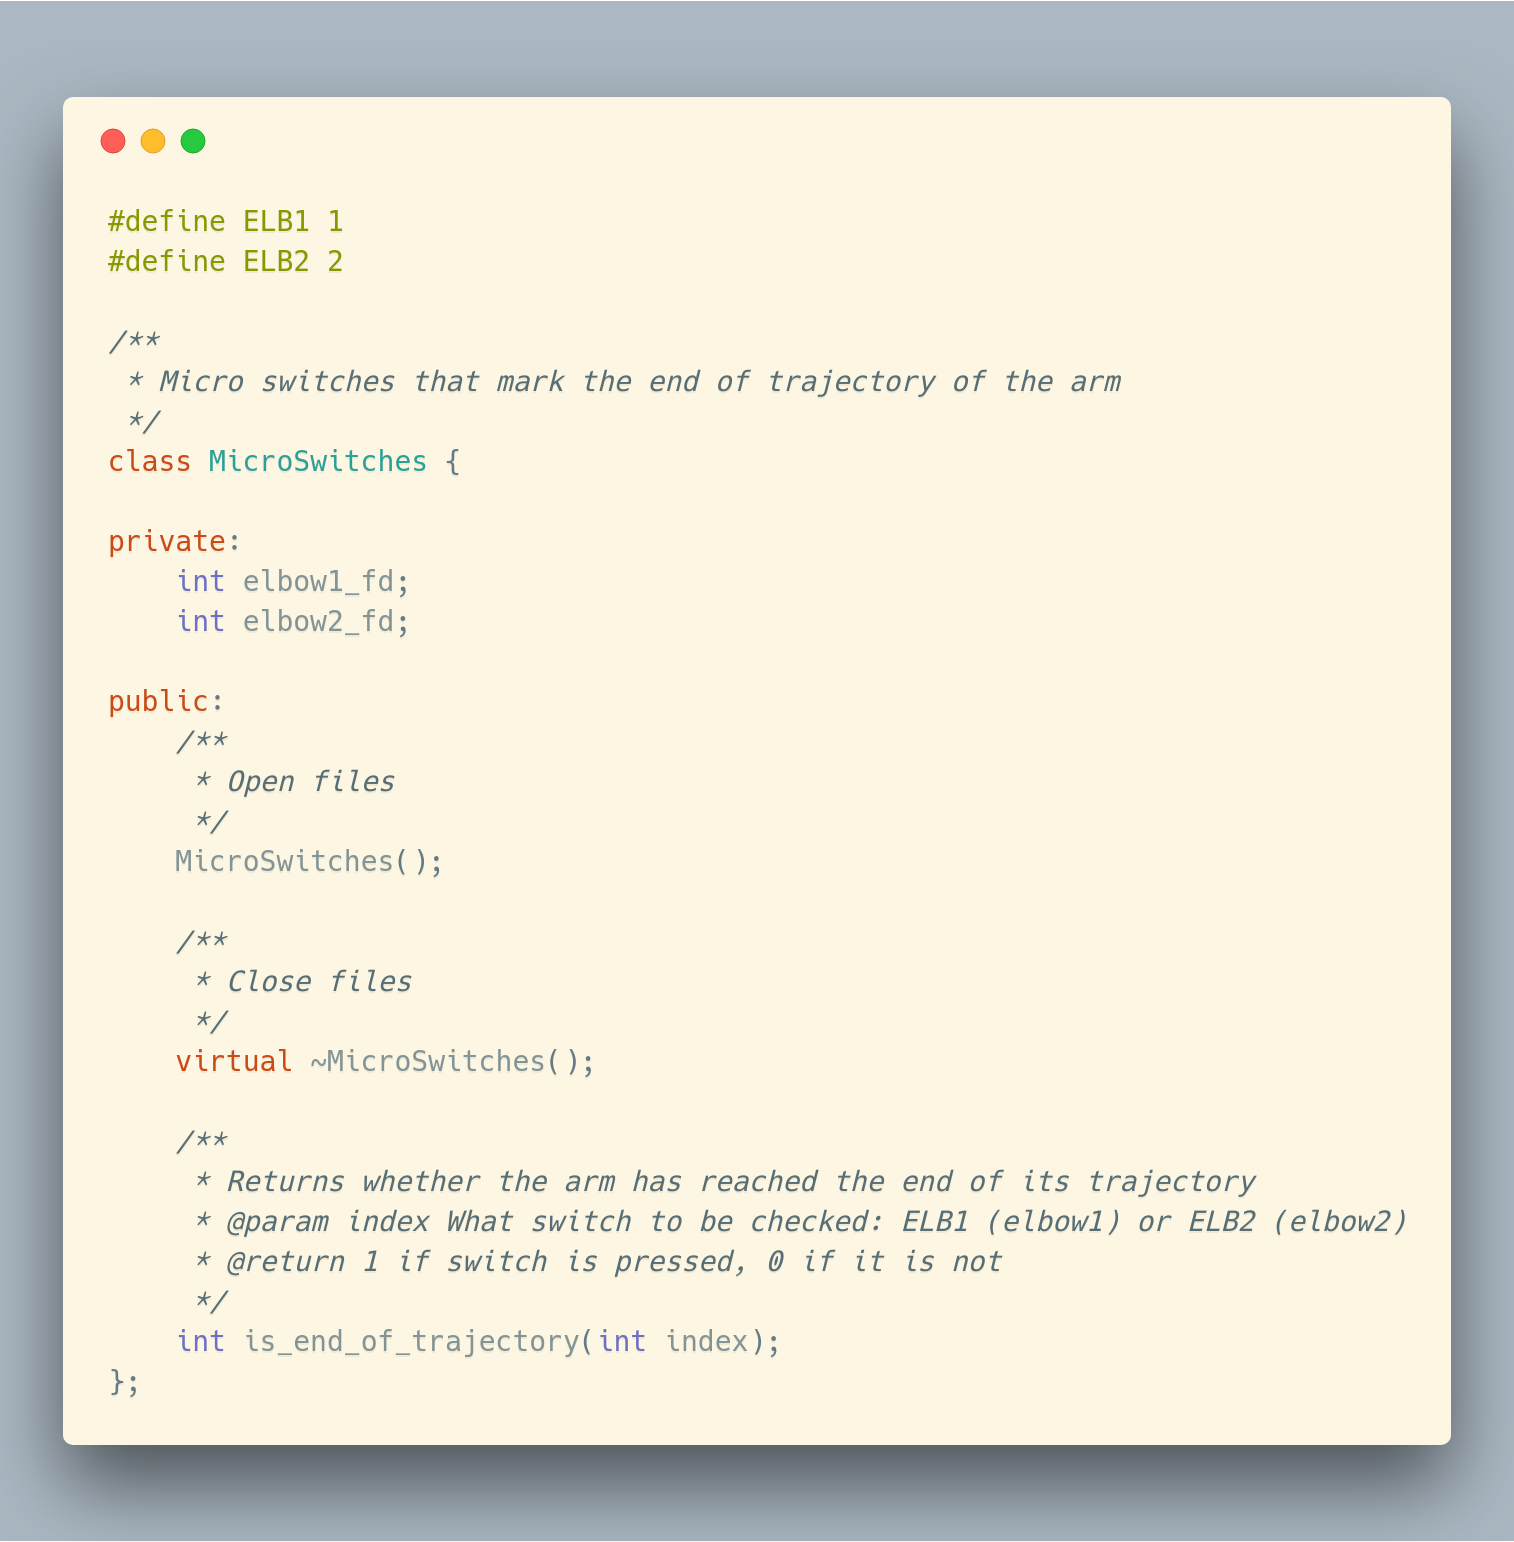 #define ELB1 1
#define ELB2 2

/**
 * Micro switches that mark the end of trajectory of the arm
 */
class MicroSwitches {

private:
    int elbow1_fd;
    int elbow2_fd;

public:
    /**
     * Open files
     */
    MicroSwitches();

    /**
     * Close files
     */
    virtual ~MicroSwitches();

    /**
     * Returns whether the arm has reached the end of its trajectory
     * @param index What switch to be checked: ELB1 (elbow1) or ELB2 (elbow2)
     * @return 1 if switch is pressed, 0 if it is not
     */
    int is_end_of_trajectory(int index);
};